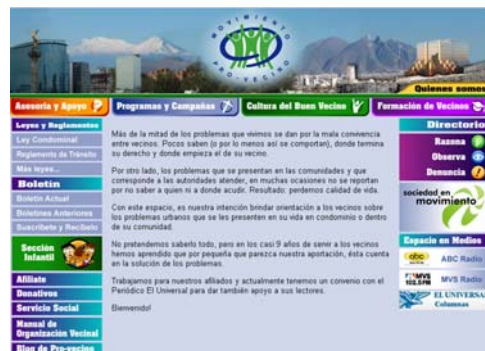 MOVIMIENTO
PRO-VECINO
Quienes somos
Asesoría y Apoyo
Programas y Campañas
Cultura del Buen Vecino
Formación de Vecinos
Leyes y Reglamentos
Ley Condominal
Reglamento de Tránsito
Más leyes...
Boletín
Boletín Actual
Boletines Anteriores
Suscríbete y Recíbelo
Sección
Infantil
Afíliate
Donativos
Servicio Social
Manual de
Organización Vecinal
Blog de Pro-vecino
Más de la mitad de los problemas que vivimos se dan por la mala convivencia
entre vecinos. Pocos saben (o por lo menos así se comportan), donde termina
su derecho y donde empieza el de su vecino.
Por otro lado, los problemas que se presentan en las comunidades y que
corresponde a las autoridades atender, en muchas ocasiones no se reportan
por no saber a quien ni a donde acudir. Resultado: perdemos calidad de vida.
Con este espacio, es nuestra intención brindar orientación a los vecinos sobre
los problemas urbanos que se les presenten en su vida en condominio o dentro
de su comunidad.
No pretendemos saberlo todo, pero en los casi 9 años de servir a los vecinos
hemos aprendido que por pequeña que parezca nuestra aportación, ésta cuenta
en la solución de los problemas.
Trabajamos para nuestros afiliados y actualmente tenemos un convenio con el
Periódico El Universal para dar también apoyo a sus lectores.
Bienvenido!
Directorio
Razona
Observa
Denuncia
sociedad en
movimiento
Espacio en Medios
abc
ABC Radio
MVS
102.5 FM
MVS Radio
EL UNIVERSAL
Columnas